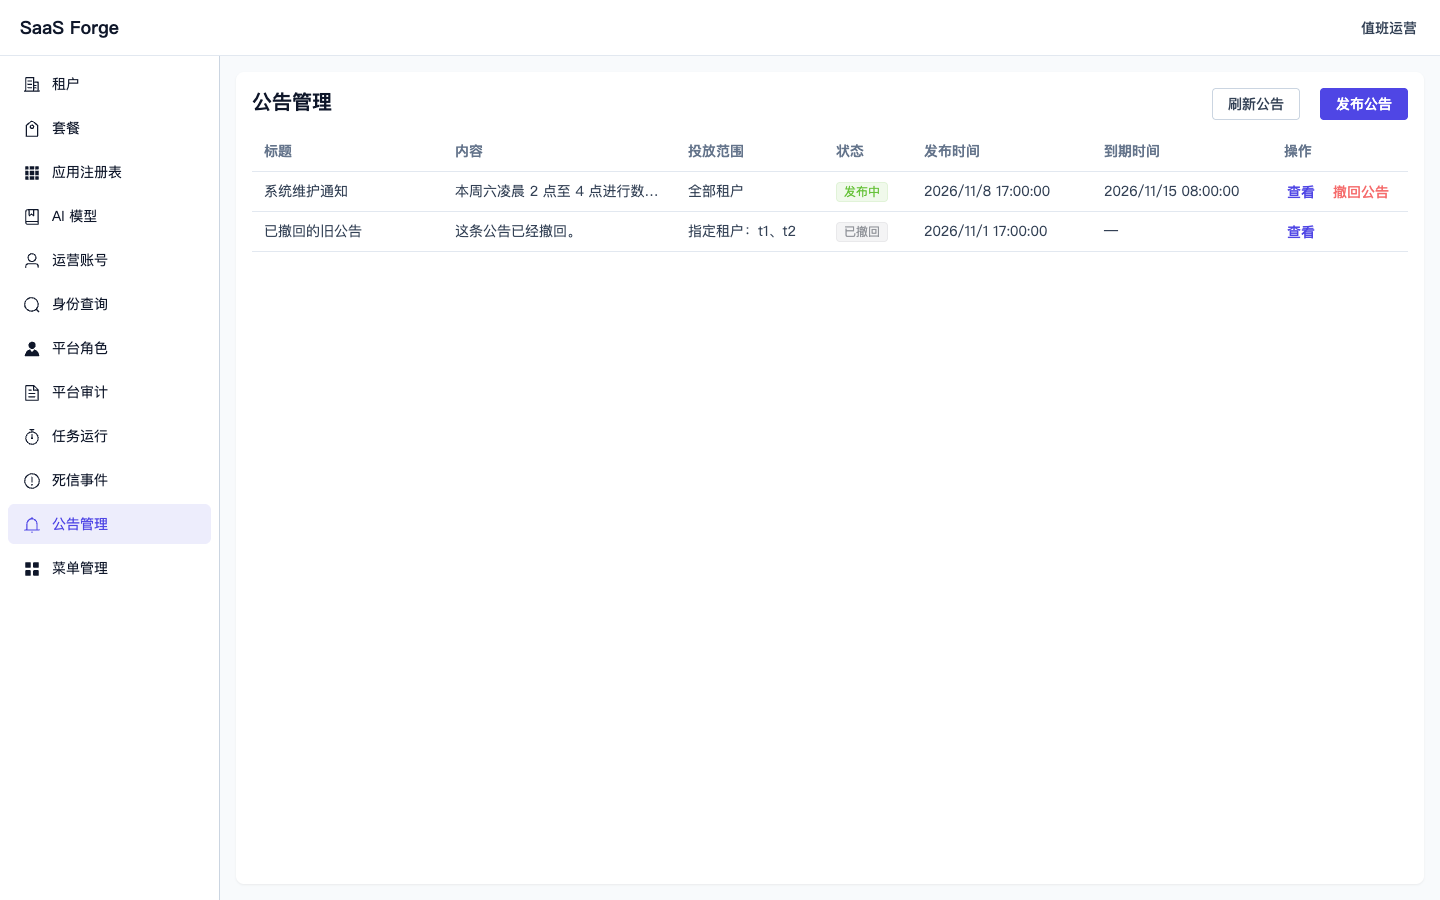 SaaS Forge
值班运营
租户
套餐
应用注册表
AI 模型
运营账号
身份查询
平台角色
平台审计
任务运行
死信事件
公告管理
菜单管理
公告管理
刷新公告
发布公告
标题 内容 投放范围 状态 发布时间 到期时间 操作
系统维护通知 本周六凌晨 2 点至 4 点进行数… 全部租户 发布中 2026/11/8 17:00:00 2026/11/15 08:00:00 查看 撤回公告
已撤回的旧公告 这条公告已经撤回。 指定租户：t1、t2 已撤回 2026/11/1 17:00:00 — 查看